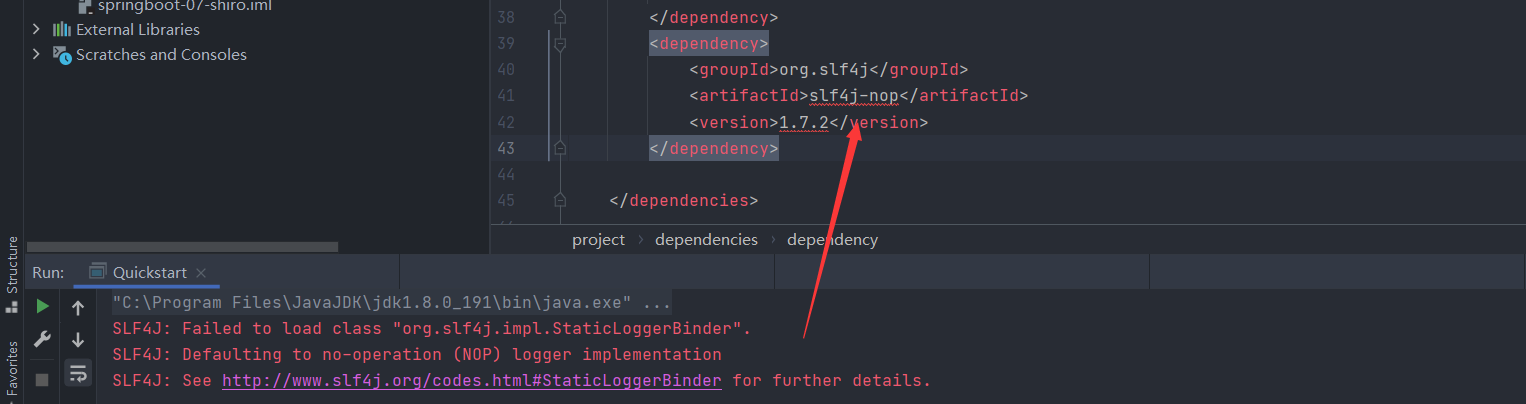 springboot-07-shiro.iml
External Libraries
Scratches and Consoles
38 </dependency>
39 <dependency>
40 <groupId>org.slf4j</groupId>
41 <artifactId>slf4j-nop</artifactId>
42 <version>1.7.2</version>
43 </dependency>
44
45 </dependencies>
project › dependencies › dependency
Structure
Favorites
Run: Quickstart ×
"C:\Program Files\JavaJDK\jdk1.8.0_191\bin\java.exe" ...
SLF4J: Failed to load class "org.slf4j.impl.StaticLoggerBinder".
SLF4J: Defaulting to no-operation (NOP) logger implementation
SLF4J: See http://www.slf4j.org/codes.html#StaticLoggerBinder for further details.